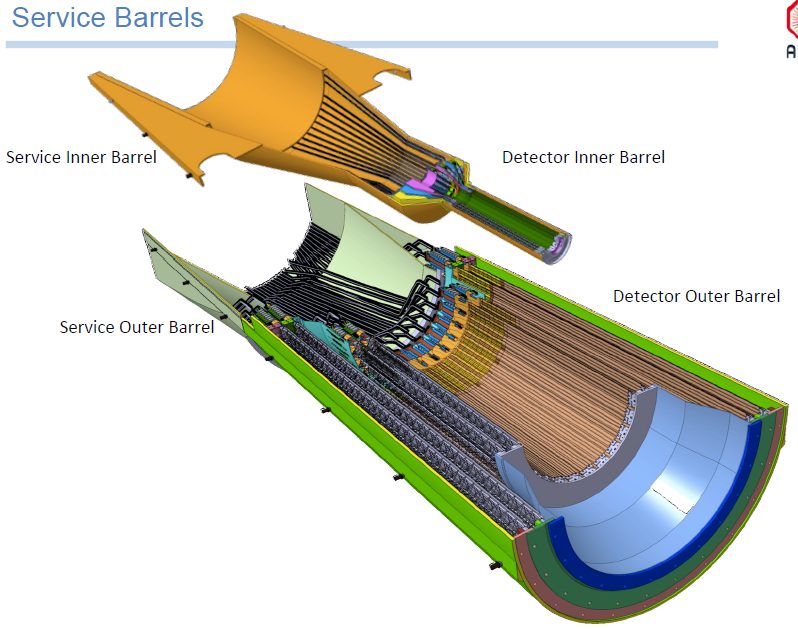 Service Barrels
A
Service Inner Barrel
Detector Inner Barrel
Detector Outer Barrel
Service Outer Barrel